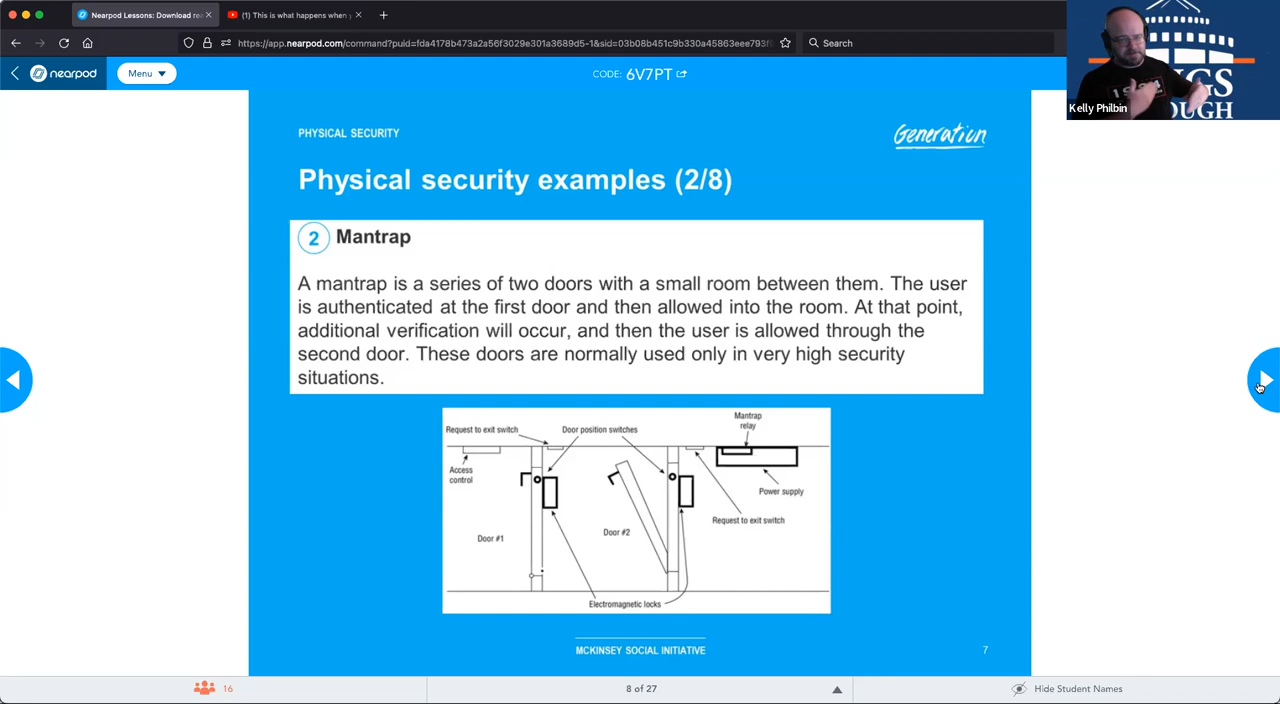 Nearpod Lessons: Download re
(1) This is what happens when
https://app.nearpod.com/command?puid=fda4178b473a2a56f3029e301a3689d5-1&sid=03b08b451c9b330a45863eee793f
Search
nearpod
Menu
CODE: 6V7PT
1984
GS
OUGH
Kelly Philbin
PHYSICAL SECURITY
Generation
Physical security examples (2/8)
2 Mantrap
A mantrap is a series of two doors with a small room between them. The user
is authenticated at the first door and then allowed into the room. At that point,
additional verification will occur, and then the user is allowed through the
second door. These doors are normally used only in very high security
situations.
Mantrap
relay
Request to exit switch
Door position switches
Access
control
Power supply
Request to exit switch
Door #1
Door #2
Electromagnetic locks
MCKINSEY SOCIAL INITIATIVE
7
16
8 of 27
Hide Student Names